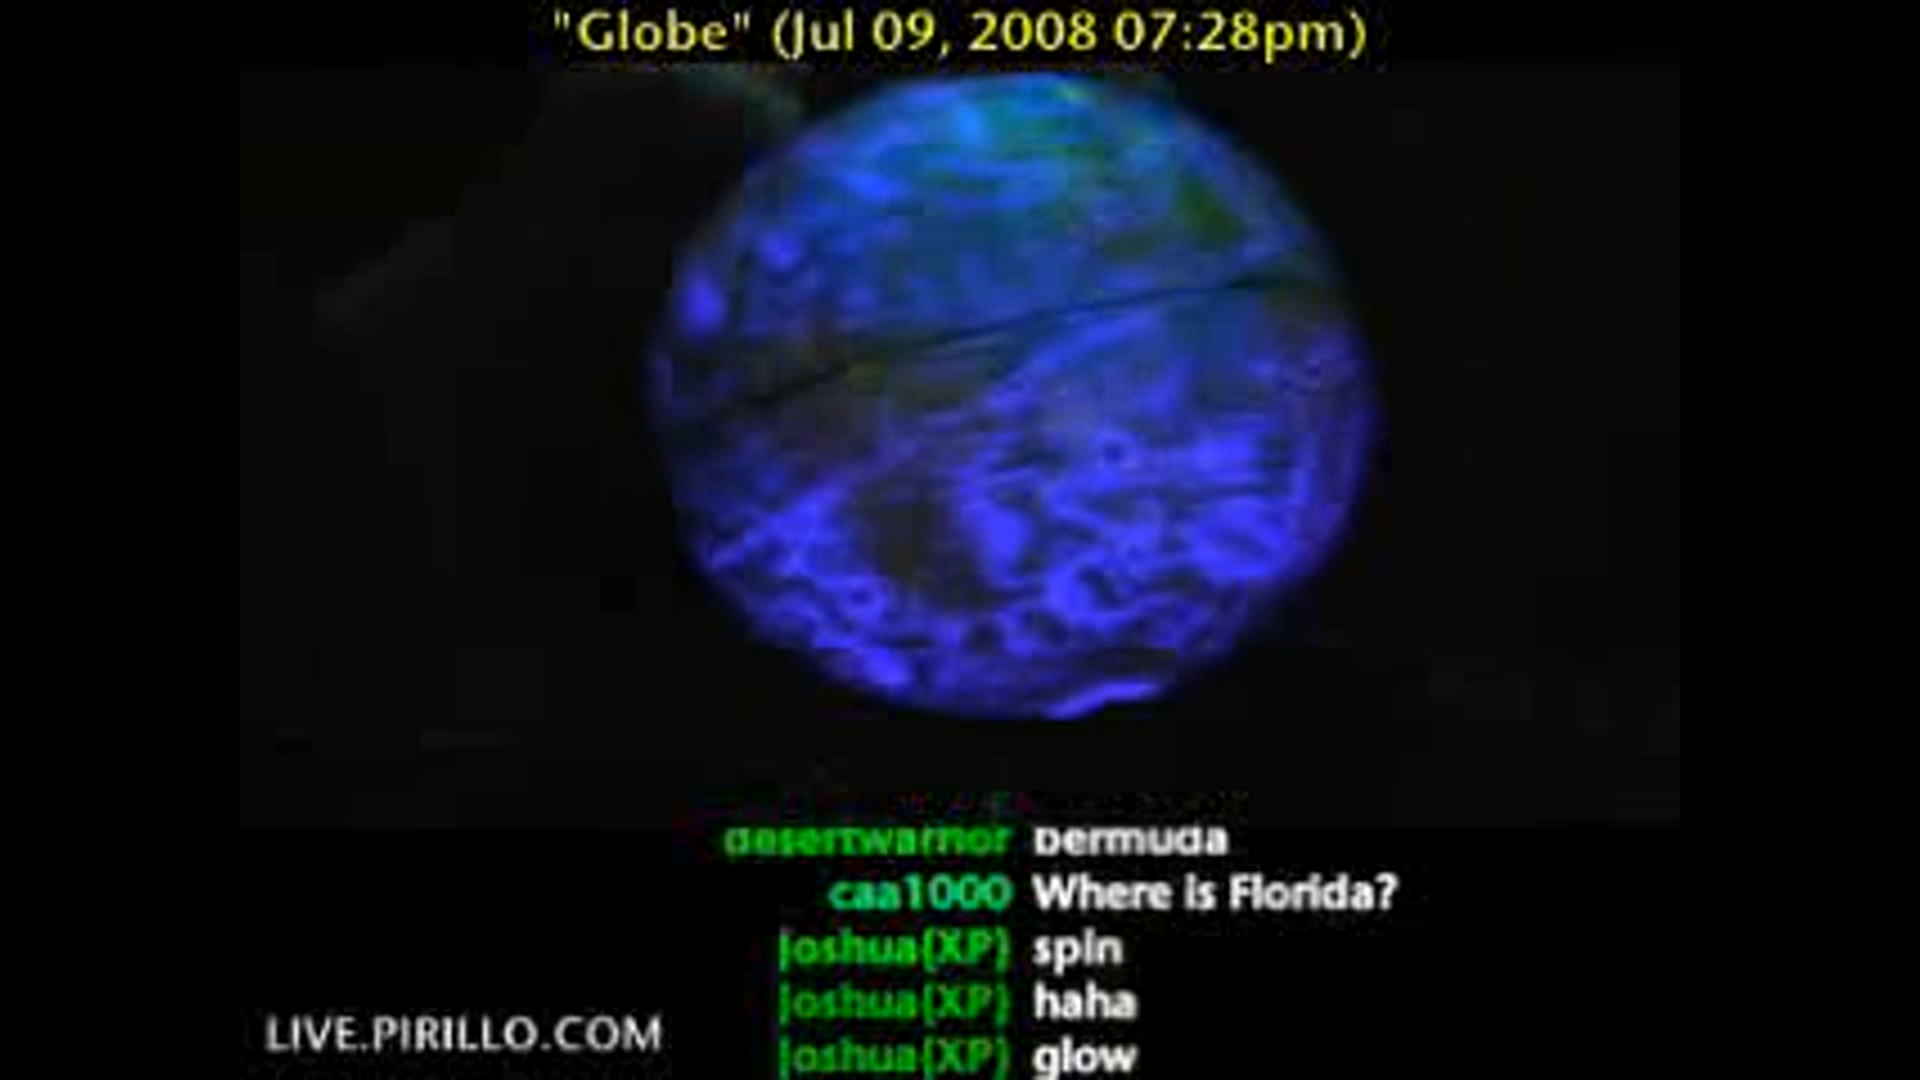 "Globe" (Jul 09, 2008 07:28pm)
desertwarrior bermuda
caa1000 Where is Florida?
Joshua{XP} spin
Joshua{XP} haha
Joshua{XP} glow
LIVE.PIRILLO.COM